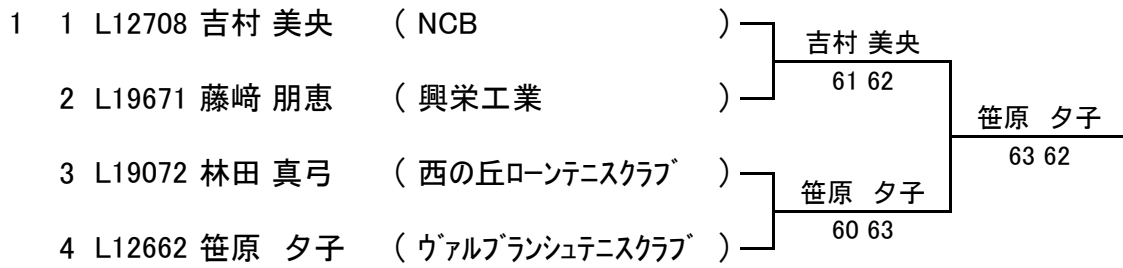 1 1 L12708 吉村 美央 ( NCB )
吉村 美央
61 62
2 L19671 藤﨑 朋恵 ( 興栄工業 )
笹原 夕子
63 62
3 L19072 林田 真弓 ( 西の丘ローンテニスクラブ )
笹原 夕子
60 63
4 L12662 笹原 夕子 ( ヴァルブランシュテニスクラブ )